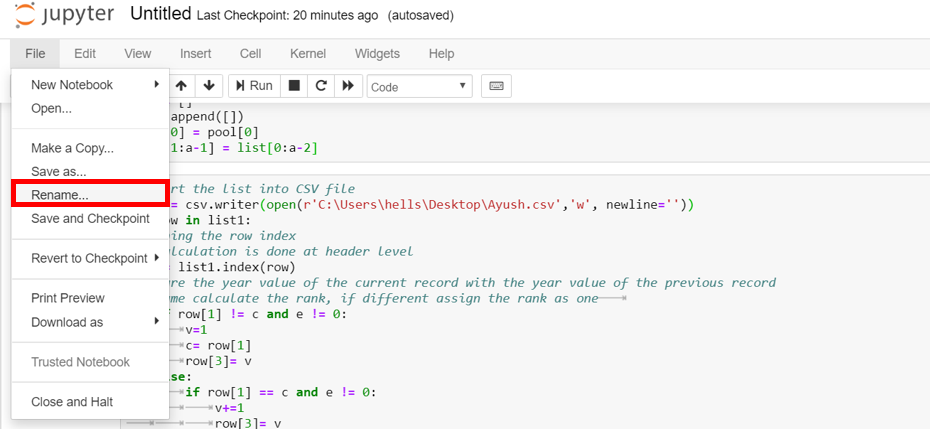 jupyter Untitled Last Checkpoint: 20 minutes ago (autosaved)
File Edit View Insert Cell Kernel Widgets Help
Run Code
New Notebook
Open...
Make a Copy...
Save as...
Rename...
Save and Checkpoint
Revert to Checkpoint
Print Preview
Download as
Trusted Notebook
Close and Halt
[]
append([])
0] = pool[0]
1:a-1] = list[0:a-2]
rt the list into CSV file
= csv.writer(open(r'C:\Users\hells\Desktop\Ayush.csv','w', newline=''))
ow in list1:
ing the row index
alculation is done at header level
list1.index(row)
re the year value of the current record with the year value of the previous record
me calculate the rank, if different assign the rank as one
row[1] != c and e != 0:
v=1
c= row[1]
row[3]= v
se:
if row[1] == c and e != 0:
v+=1
row[3]= v